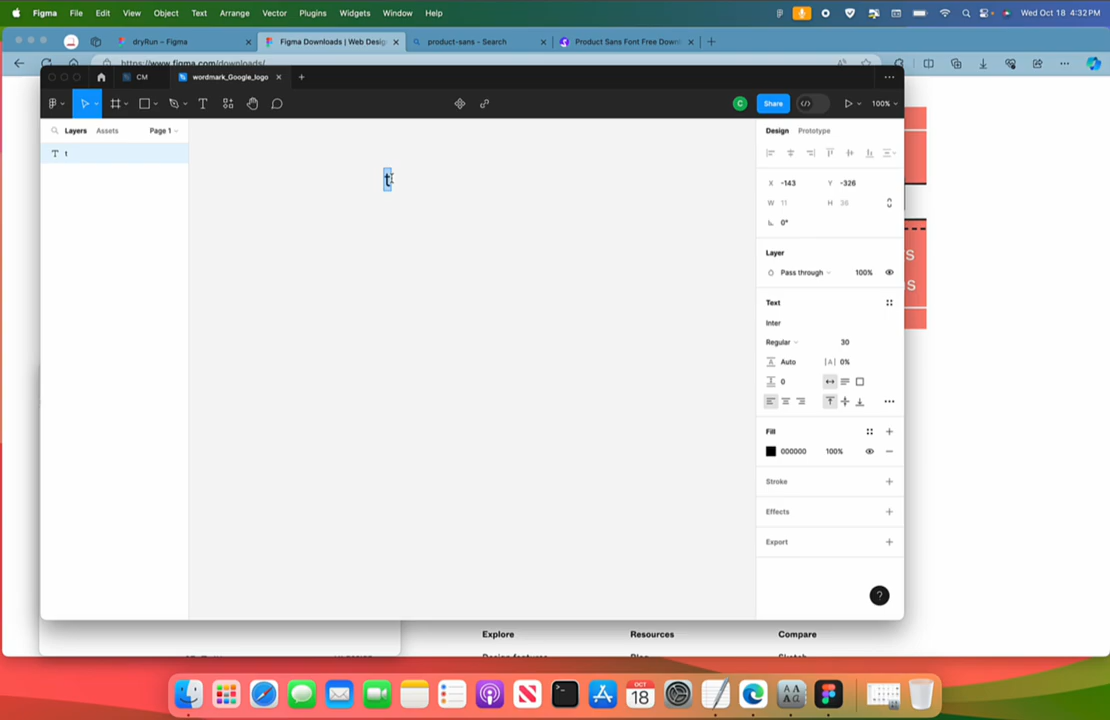 Figma File Edit View Object Text Arrange Vector Plugins Widgets Window Help Wed Oct 18 4:32 PM
dryRun – Figma Figma Downloads | Web Desig product-sans - Search Product Sans Font Free Down
https://www.figma.com/downloads/
CM wordmark_Google_logo
Share 100%
Layers Assets Page 1 Design Prototype
t
t
X -143 Y -326
W 11 H 36
0°
Layer
Pass through 100%
Text
Inter
Regular 30
Auto |A| 0%
0
Fill
000000 100%
Stroke
Effects
Export
?
S
s
Explore Resources Compare
OCT
18